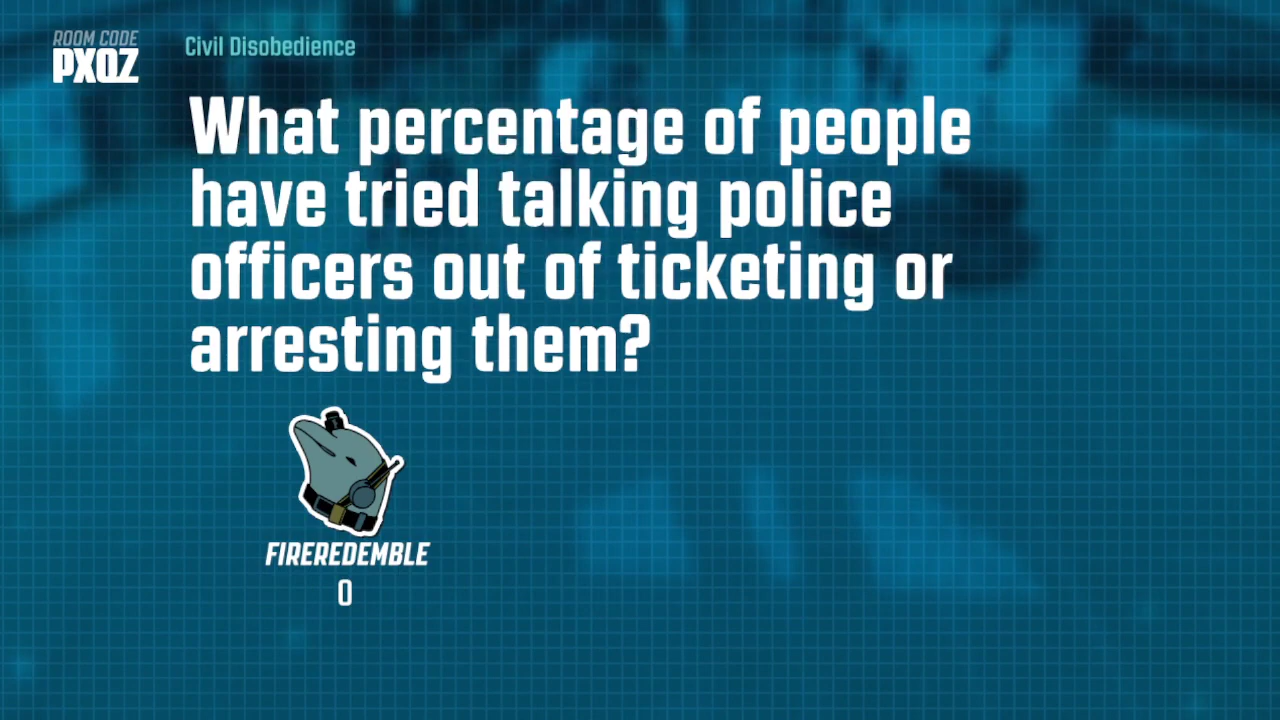 ROOM CODE
PXQZ
Civil Disobedience
What percentage of people
have tried talking police
officers out of ticketing or
arresting them?
FIREREDEMBLE
0